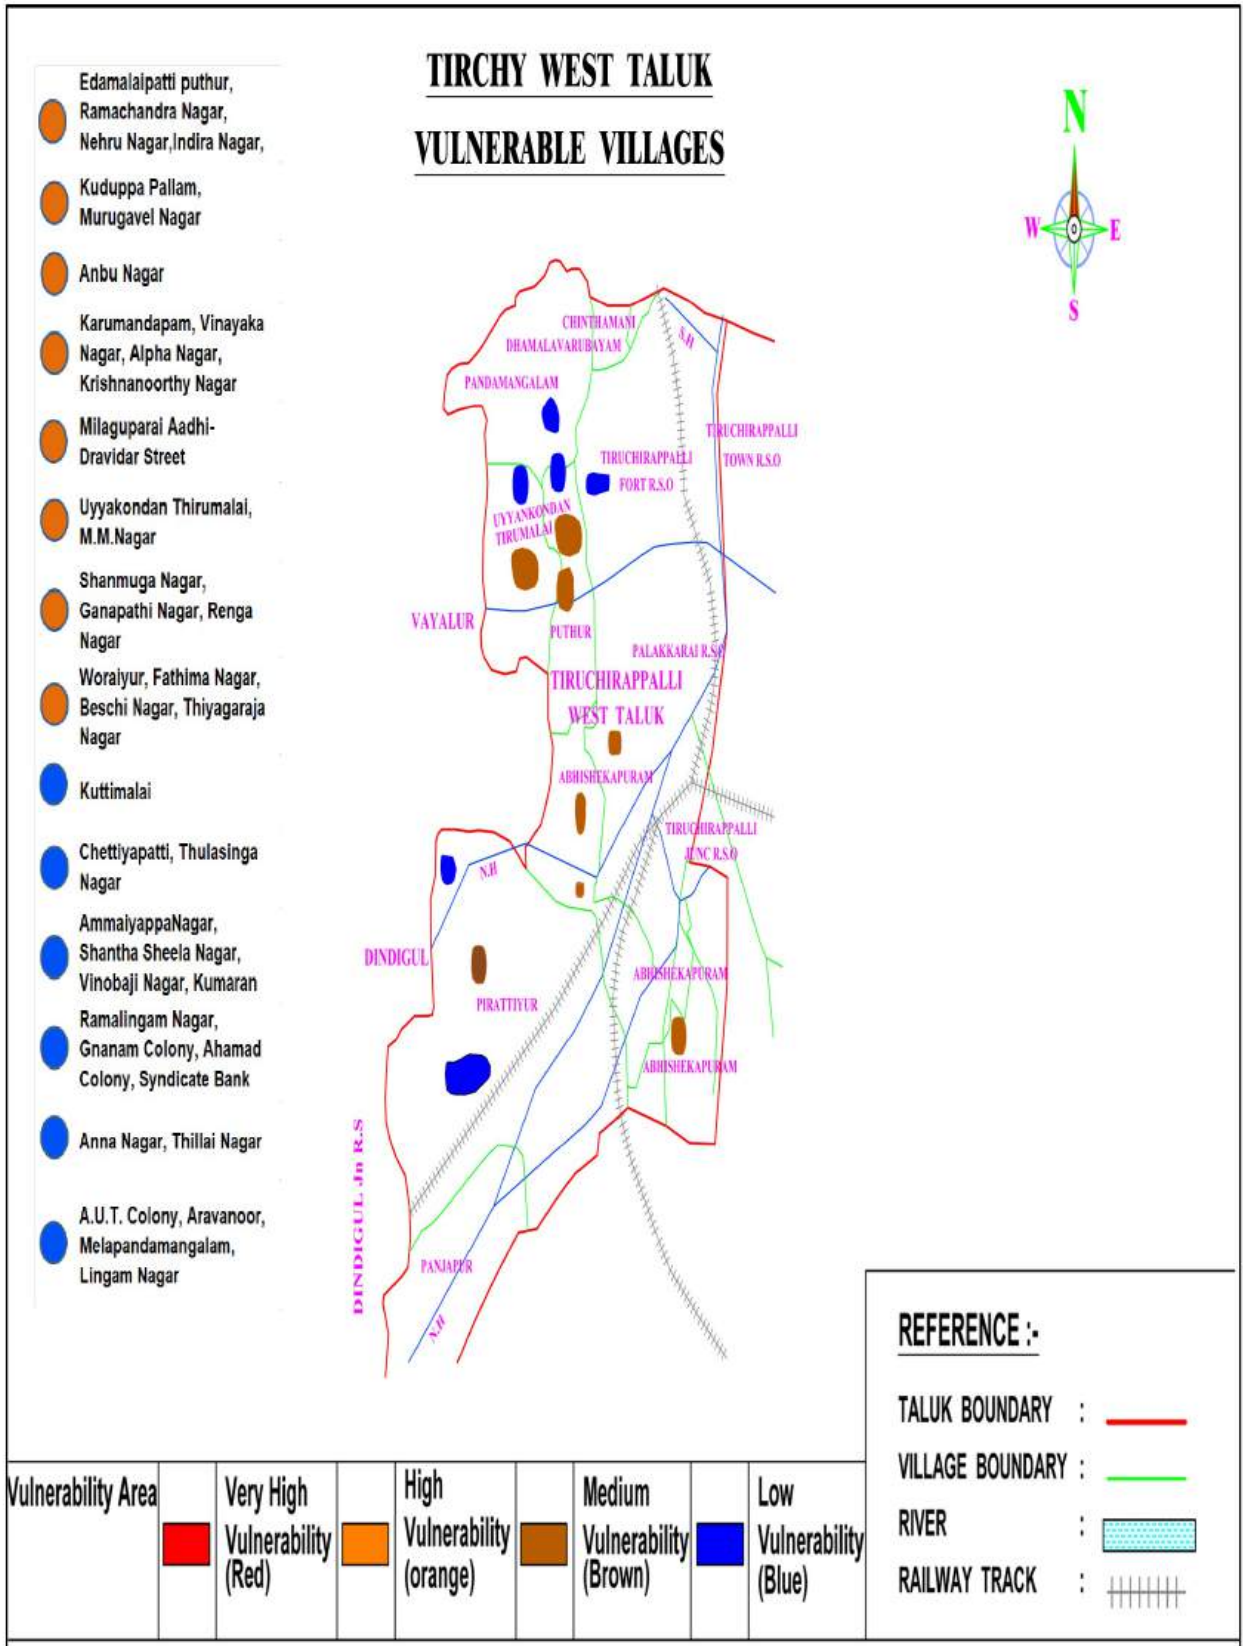 TIRCHY WEST TALUK
VULNERABLE VILLAGES
Edamalaipatti puthur,
Ramachandra Nagar,
Nehru Nagar,Indira Nagar,
Kuduppa Pallam,
Murugavel Nagar
Anbu Nagar
Karumandapam, Vinayaka
Nagar, Alpha Nagar,
Krishnanoorthy Nagar
Milaguparai Aadhi-
Dravidar Street
Uyyakondan Thirumalai,
M.M.Nagar
Shanmuga Nagar,
Ganapathi Nagar, Renga
Nagar
Woraiyur, Fathima Nagar,
Beschi Nagar, Thiyagaraja
Nagar
Kuttimalai
Chettiyapatti, Thulasinga
Nagar
AmmaiyappaNagar,
Shantha Sheela Nagar,
Vinobaji Nagar, Kumaran
Ramalingam Nagar,
Gnanam Colony, Ahamad
Colony, Syndicate Bank
Anna Nagar, Thillai Nagar
A.U.T. Colony, Aravanoor,
Melapandamangalam,
Lingam Nagar
N
W
E
S
CHINTHAMANI
DHAMALAVARUBAYAM
S.H
PANDAMANGALAM
TIRUCHIRAPPALLI
TOWN R.S.O
TIRUCHIRAPPALLI
FORT R.S.O
UYYANKONDAN
TIRUMALAI
VAYALUR
PUTHUR
PALAKKARAI R.S.O
TIRUCHIRAPPALLI
WEST TALUK
ABHISHEKAPURAM
TIRUCHIRAPPALLI
JUNC R.S.O
N.H
DINDIGUL
ABHISHEKAPURAM
PIRATTIYUR
ABHISHEKAPURAM
DINDIGUL Jn R.S
PANJAPUR
N.H
REFERENCE :-
TALUK BOUNDARY :
VILLAGE BOUNDARY :
RIVER :
RAILWAY TRACK :
Vulnerability Area
Very High
Vulnerability
(Red)
High
Vulnerability
(orange)
Medium
Vulnerability
(Brown)
Low
Vulnerability
(Blue)